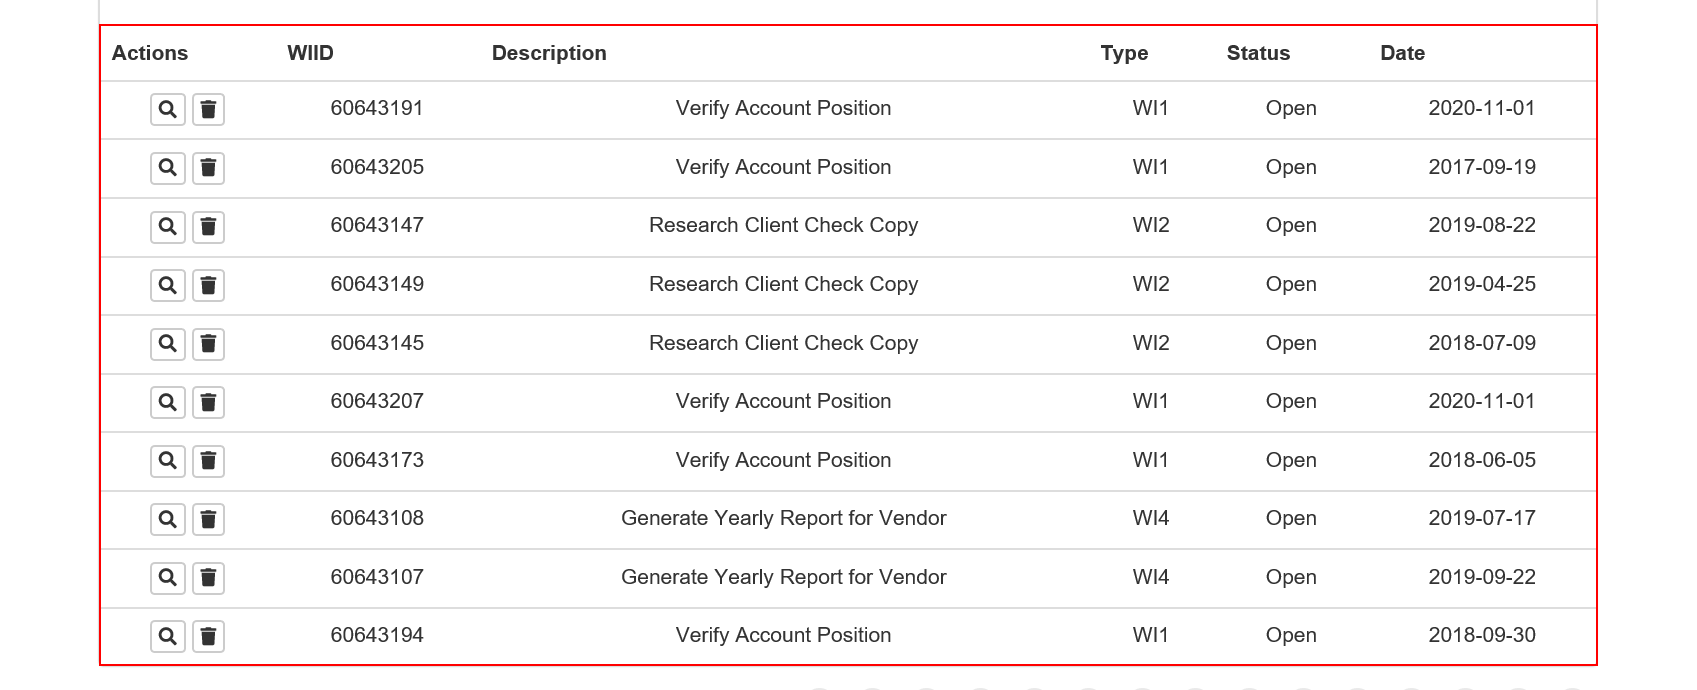 Actions WIID Description Type Status Date
60643191 Verify Account Position WI1 Open 2020-11-01
60643205 Verify Account Position WI1 Open 2017-09-19
60643147 Research Client Check Copy WI2 Open 2019-08-22
60643149 Research Client Check Copy WI2 Open 2019-04-25
60643145 Research Client Check Copy WI2 Open 2018-07-09
60643207 Verify Account Position WI1 Open 2020-11-01
60643173 Verify Account Position WI1 Open 2018-06-05
60643108 Generate Yearly Report for Vendor WI4 Open 2019-07-17
60643107 Generate Yearly Report for Vendor WI4 Open 2019-09-22
60643194 Verify Account Position WI1 Open 2018-09-30